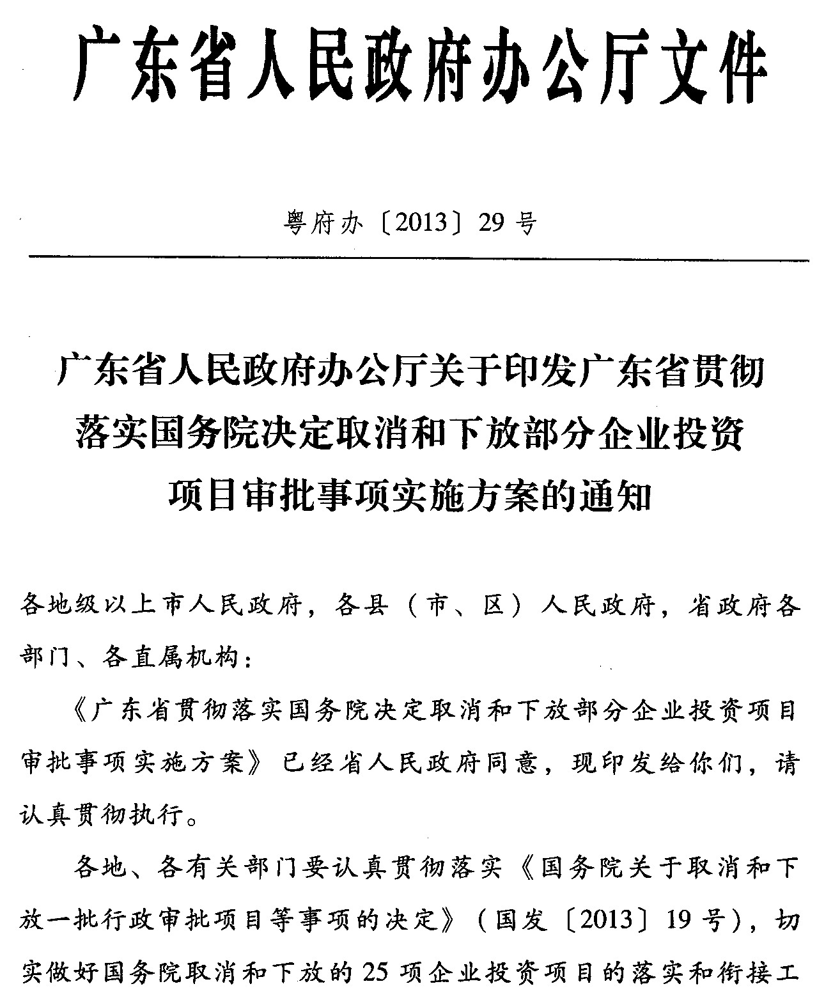 广东省人民政府办公厅文件
粤府办〔2013〕29 号
广东省人民政府办公厅关于印发广东省贯彻
落实国务院决定取消和下放部分企业投资
项目审批事项实施方案的通知
各地级以上市人民政府，各县（市、区）人民政府，省政府各
部门、各直属机构：
《广东省贯彻落实国务院决定取消和下放部分企业投资项目
审批事项实施方案》已经省人民政府同意，现印发给你们，请
认真贯彻执行。
各地、各有关部门要认真贯彻落实《国务院关于取消和下
放一批行政审批项目等事项的决定》（国发〔2013〕19 号），切
实做好国务院取消和下放的 25 项企业投资项目的落实和衔接工